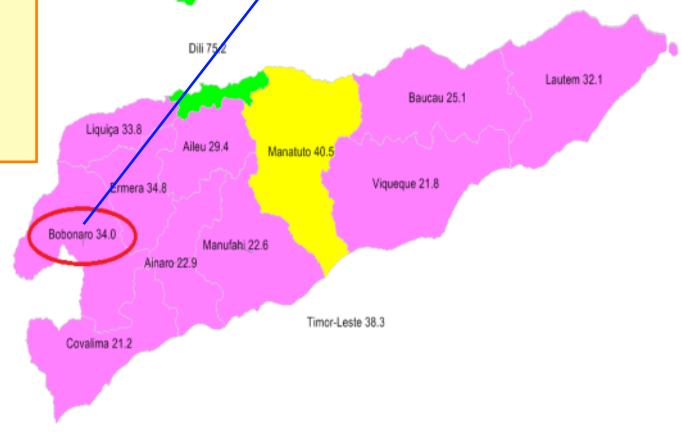 Dili 75.2
Lautem 32.1
Baucau 25.1
Liquiça 33.8
Aileu 29.4
Manatuto 40.5
Ermera 34.8
Viqueque 21.8
Bobonaro 34.0
Manufahi 22.6
Ainaro 22.9
Timor-Leste 38.3
Covalima 21.2